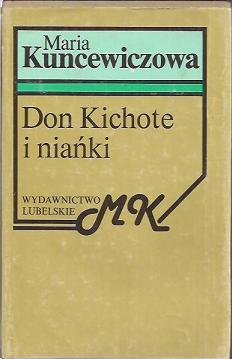 Maria
Kuncewiczowa
Don Kichote
i niańki
WYDAWNICTWO
LUBELSKIE
MK